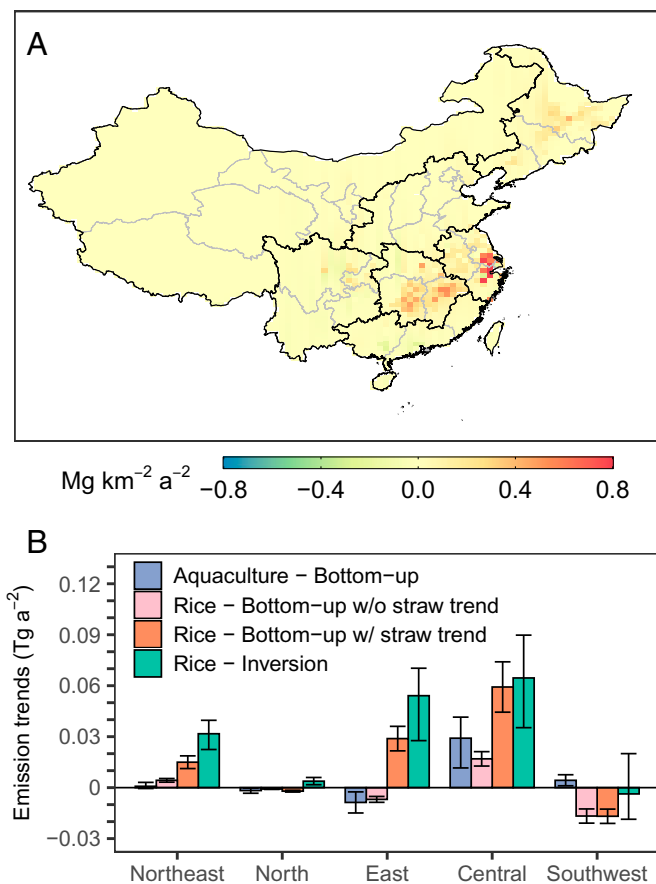 A
Mg km⁻² a⁻²
−0.8 −0.4 0.0 0.4 0.8
B
Emission trends (Tg a⁻²)
0.12
0.09
0.06
0.03
0
−0.03
Aquaculture − Bottom−up
Rice − Bottom−up w/o straw trend
Rice − Bottom−up w/ straw trend
Rice − Inversion
Northeast North East Central Southwest